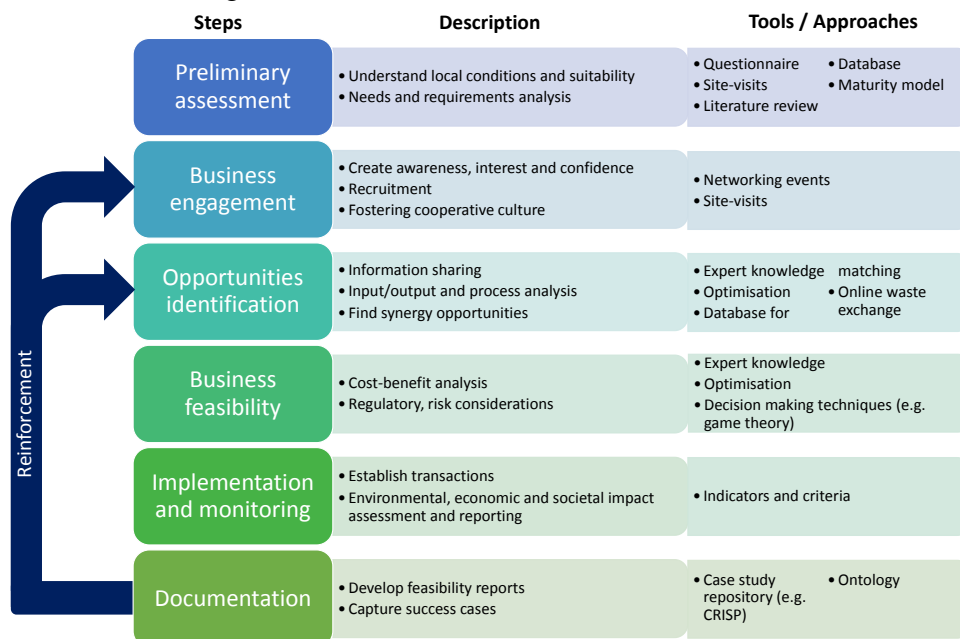 Steps
Description
Tools / Approaches
Preliminary
assessment
• Understand local conditions and suitability
• Needs and requirements analysis
• Questionnaire
• Site-visits
• Literature review
• Database
• Maturity model
Business
engagement
• Create awareness, interest and confidence
• Recruitment
• Fostering cooperative culture
• Networking events
• Site-visits
Opportunities
identification
• Information sharing
• Input/output and process analysis
• Find synergy opportunities
• Expert knowledge
• Optimisation
• Database for
matching
• Online waste
exchange
Business
feasibility
• Cost-benefit analysis
• Regulatory, risk considerations
• Expert knowledge
• Optimisation
• Decision making techniques (e.g.
game theory)
Implementation
and monitoring
• Establish transactions
• Environmental, economic and societal impact
assessment and reporting
• Indicators and criteria
Documentation
• Develop feasibility reports
• Capture success cases
• Case study
repository (e.g.
CRISP)
• Ontology
Reinforcement